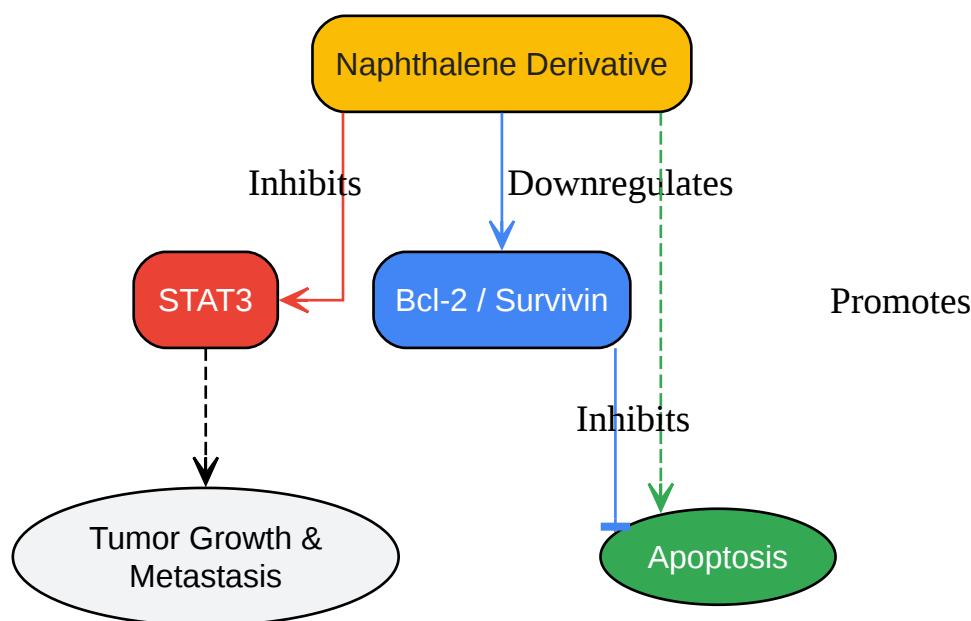 Naphthalene Derivative
Inhibits
Downregulates
STAT3
Bcl-2 / Survivin
Promotes
Inhibits
Tumor Growth &
Metastasis
Apoptosis